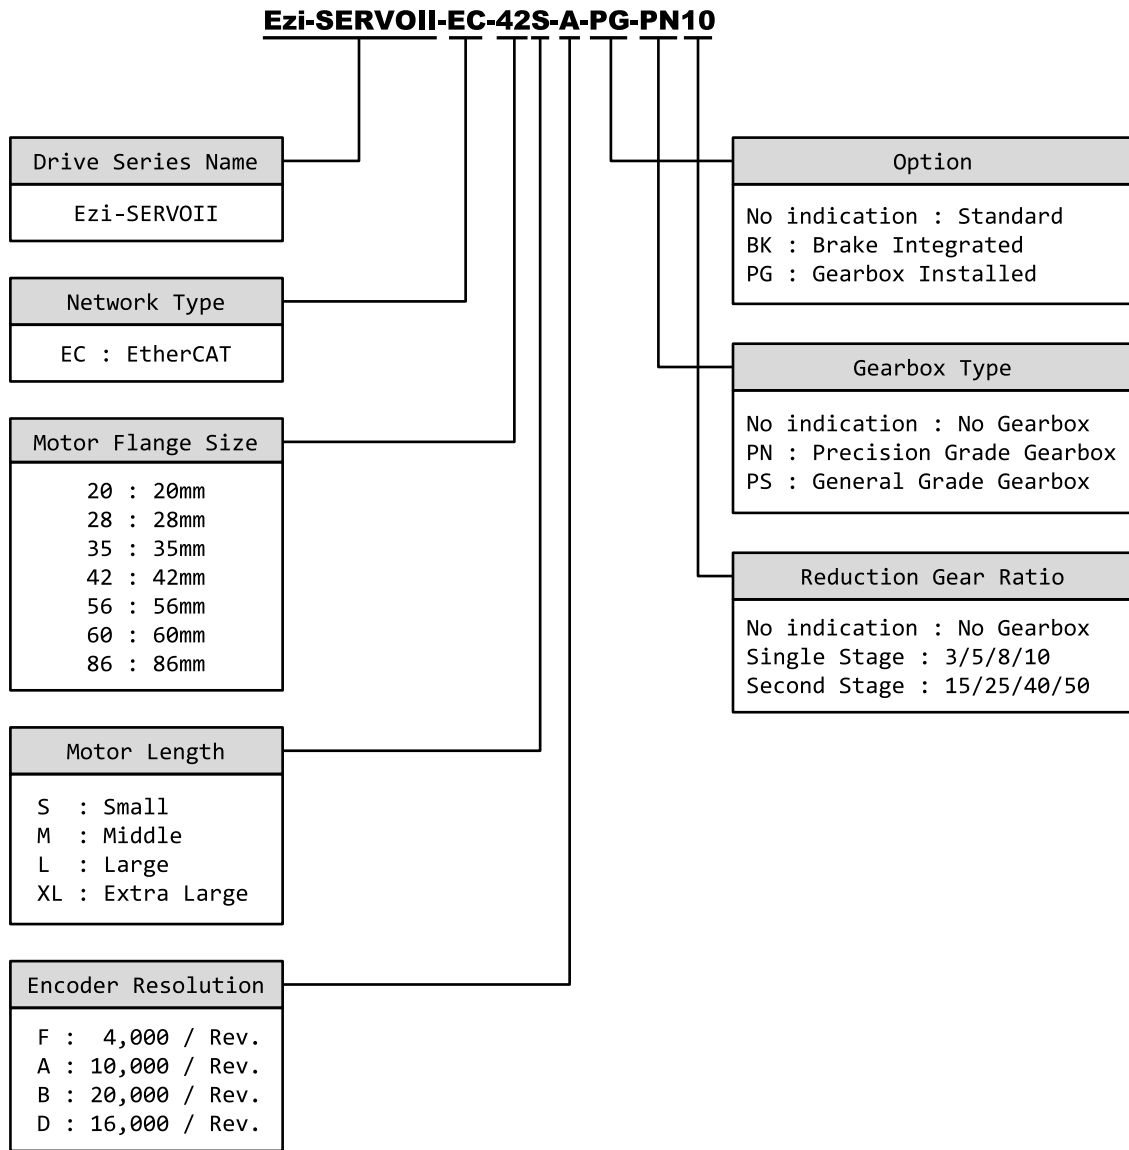 Ezi-SERVOII-EC-42S-A-PG-PN10
Drive Series Name
Ezi-SERVOII
Network Type
EC : EtherCAT
Motor Flange Size
20 : 20mm
28 : 28mm
35 : 35mm
42 : 42mm
56 : 56mm
60 : 60mm
86 : 86mm
Motor Length
S : Small
M : Middle
L : Large
XL : Extra Large
Encoder Resolution
F : 4,000 / Rev.
A : 10,000 / Rev.
B : 20,000 / Rev.
D : 16,000 / Rev.
Option
No indication : Standard
BK : Brake Integrated
PG : Gearbox Installed
Gearbox Type
No indication : No Gearbox
PN : Precision Grade Gearbox
PS : General Grade Gearbox
Reduction Gear Ratio
No indication : No Gearbox
Single Stage : 3/5/8/10
Second Stage : 15/25/40/50